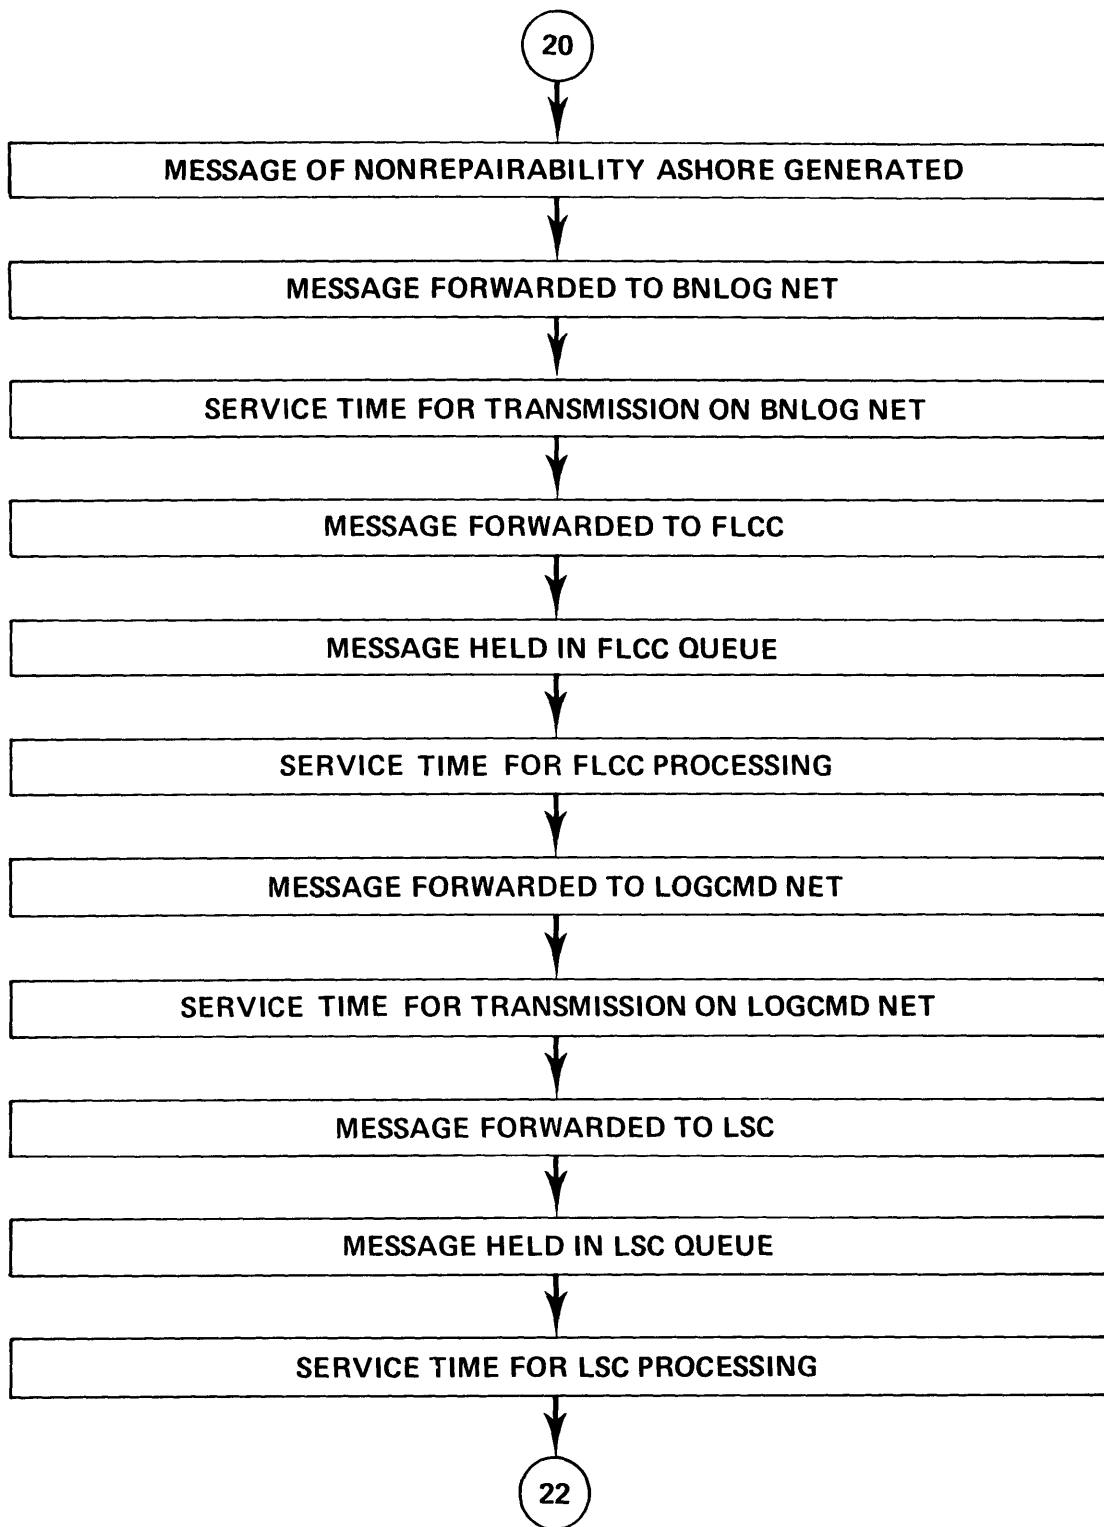 20
MESSAGE OF NONREPAIRABILITY ASHORE GENERATED
MESSAGE FORWARDED TO BNLOG NET
SERVICE TIME FOR TRANSMISSION ON BNLOG NET
MESSAGE FORWARDED TO FLCC
MESSAGE HELD IN FLCC QUEUE
SERVICE TIME FOR FLCC PROCESSING
MESSAGE FORWARDED TO LOGCMD NET
SERVICE TIME FOR TRANSMISSION ON LOGCMD NET
MESSAGE FORWARDED TO LSC
MESSAGE HELD IN LSC QUEUE
SERVICE TIME FOR LSC PROCESSING
22